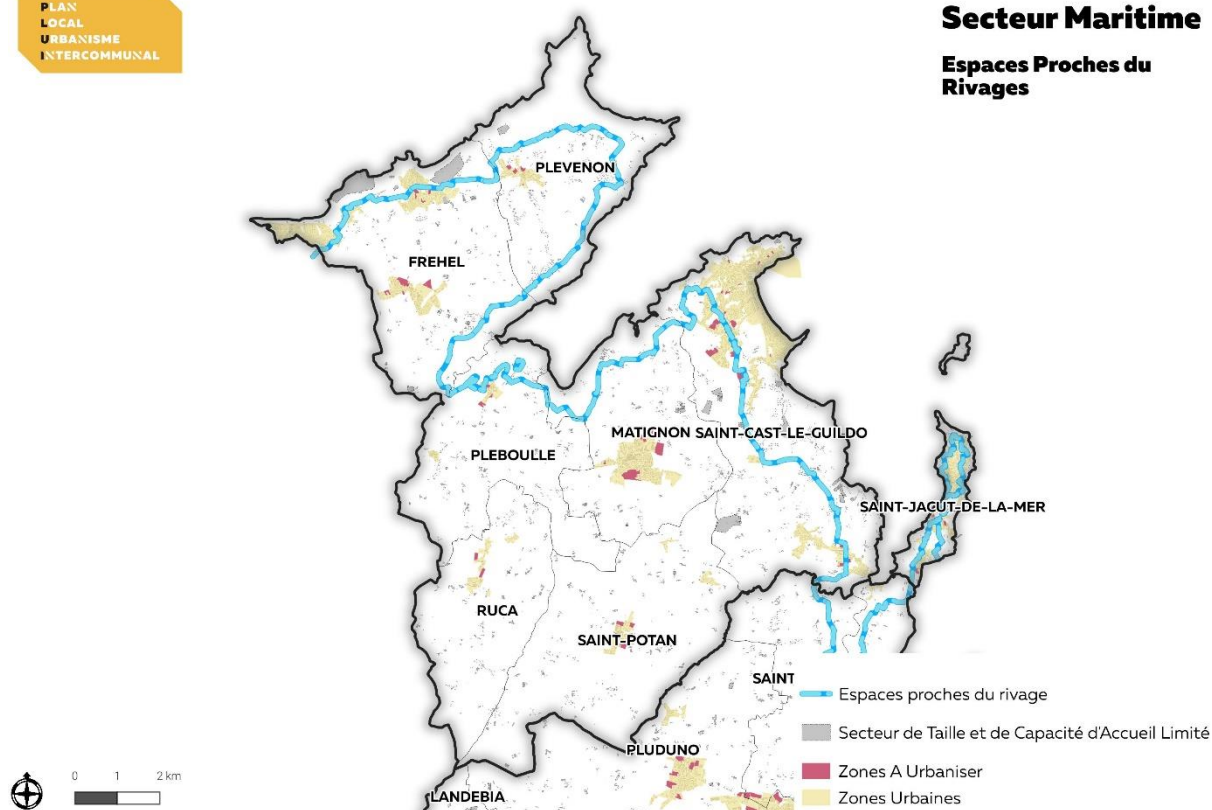 PLAN
LOCAL
URBANISME
INTERCOMMUNAL
Secteur Maritime
Espaces Proches du
Rivages
PLEVENON
FREHEL
MATIGNON
SAINT-CAST-LE-GUILDO
PLEBOULLE
SAINT-JACUT-DE-LA-MER
RUCA
SAINT-POTAN
SAINT
PLUDUNO
LANDEBIA
Espaces proches du rivage
Secteur de Taille et de Capacité d'Accueil Limité
Zones A Urbaniser
Zones Urbaines
0 1 2 km